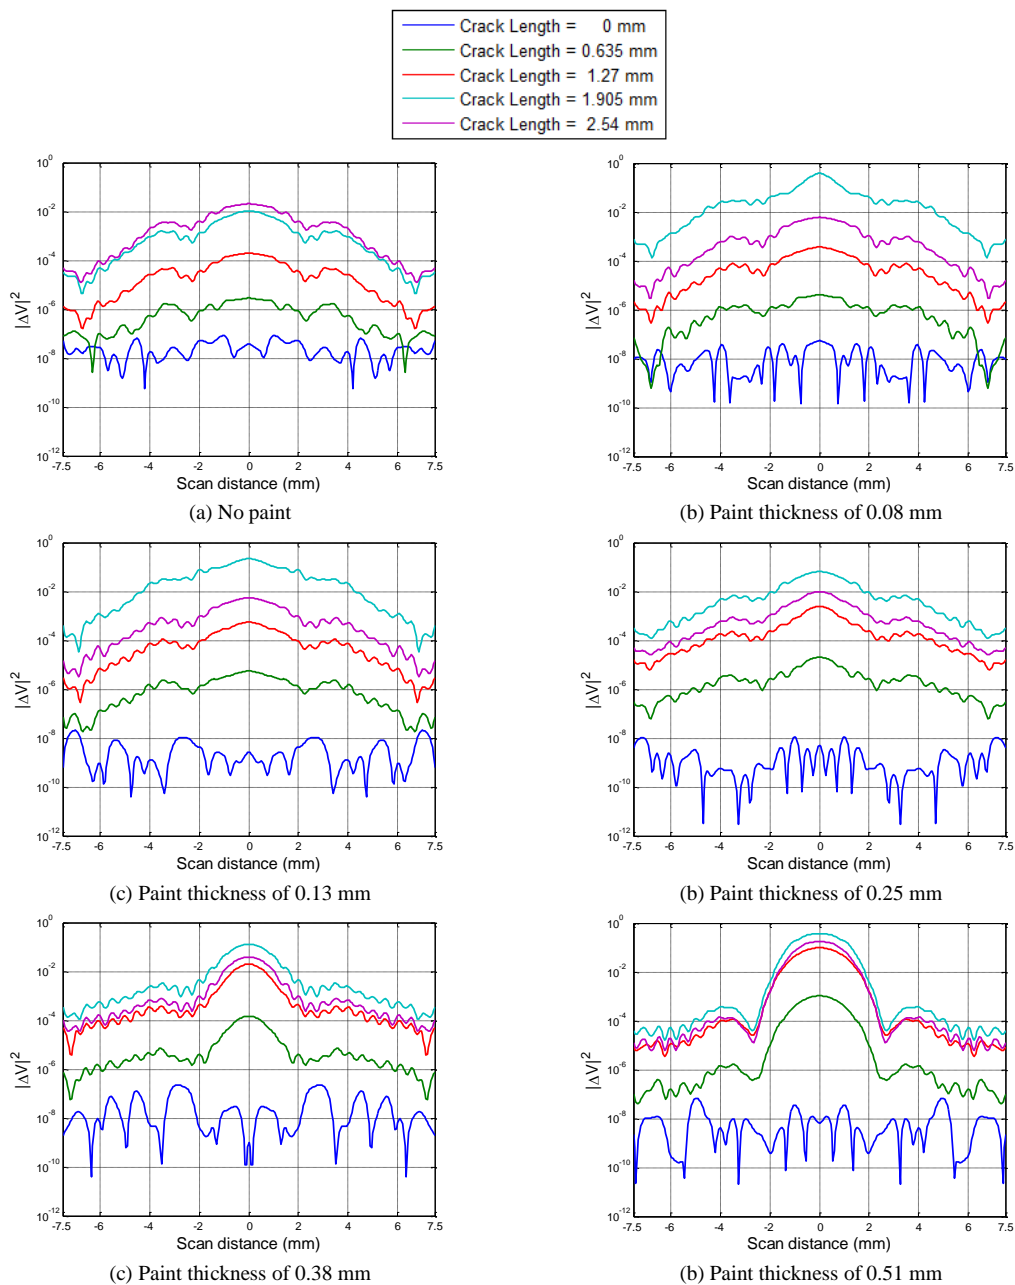 Crack Length = 0 mm
Crack Length = 0.635 mm
Crack Length = 1.27 mm
Crack Length = 1.905 mm
Crack Length = 2.54 mm
10^0
10^-2
10^-4
10^-6
10^-8
10^-10
10^-12
|ΔV|^2
-7.5 -6 -4 -2 0 2 4 6 7.5
Scan distance (mm)
(a) No paint
10^0
10^-2
10^-4
10^-6
10^-8
10^-10
10^-12
|ΔV|^2
-7.5 -6 -4 -2 0 2 4 6 7.5
Scan distance (mm)
(b) Paint thickness of 0.08 mm
10^0
10^-2
10^-4
10^-6
10^-8
10^-10
10^-12
|ΔV|^2
-7.5 -6 -4 -2 0 2 4 6 7.5
Scan distance (mm)
(c) Paint thickness of 0.13 mm
10^0
10^-2
10^-4
10^-6
10^-8
10^-10
10^-12
|ΔV|^2
-7.5 -6 -4 -2 0 2 4 6 7.5
Scan distance (mm)
(b) Paint thickness of 0.25 mm
10^0
10^-2
10^-4
10^-6
10^-8
10^-10
10^-12
|ΔV|^2
-7.5 -6 -4 -2 0 2 4 6 7.5
Scan distance (mm)
(c) Paint thickness of 0.38 mm
10^0
10^-2
10^-4
10^-6
10^-8
10^-10
10^-12
|ΔV|^2
-7.5 -6 -4 -2 0 2 4 6 7.5
Scan distance (mm)
(b) Paint thickness of 0.51 mm